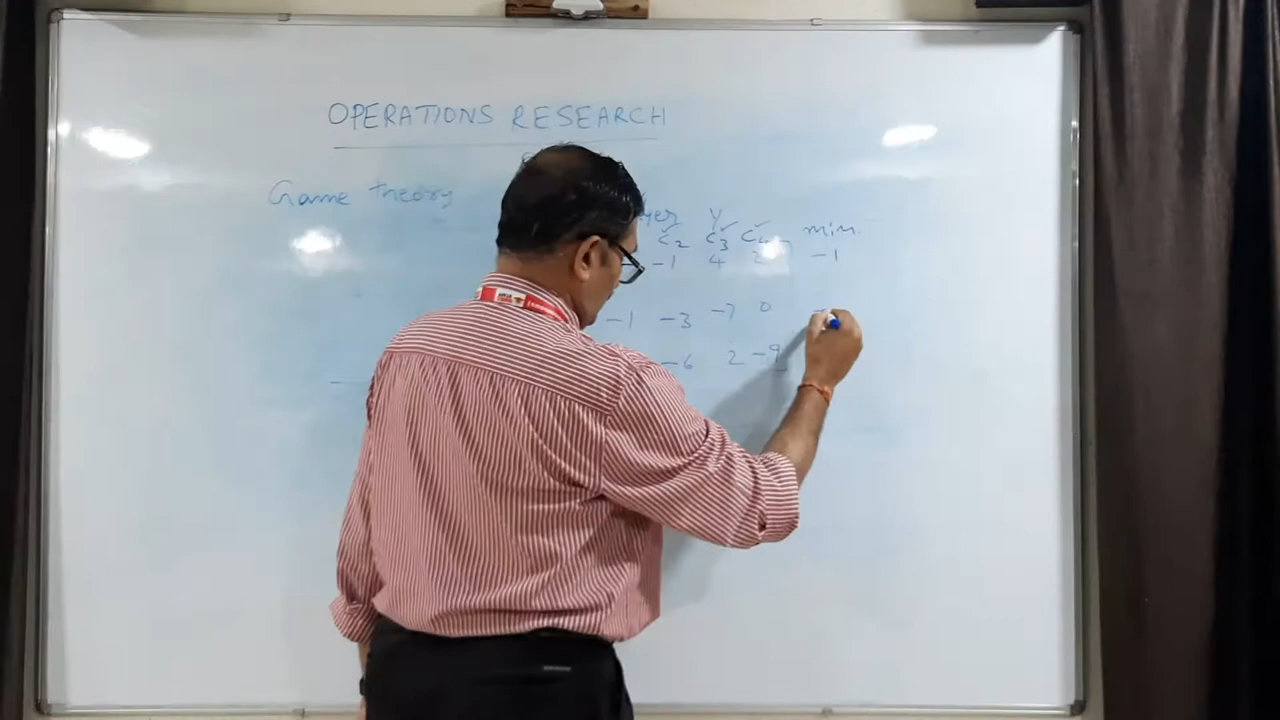 OPERATIONS RESEARCH
Game theory
yer Y
C2 C3 C4 min.
-1 4 2 -1
-1 -3 -7 0
-6 2 -9